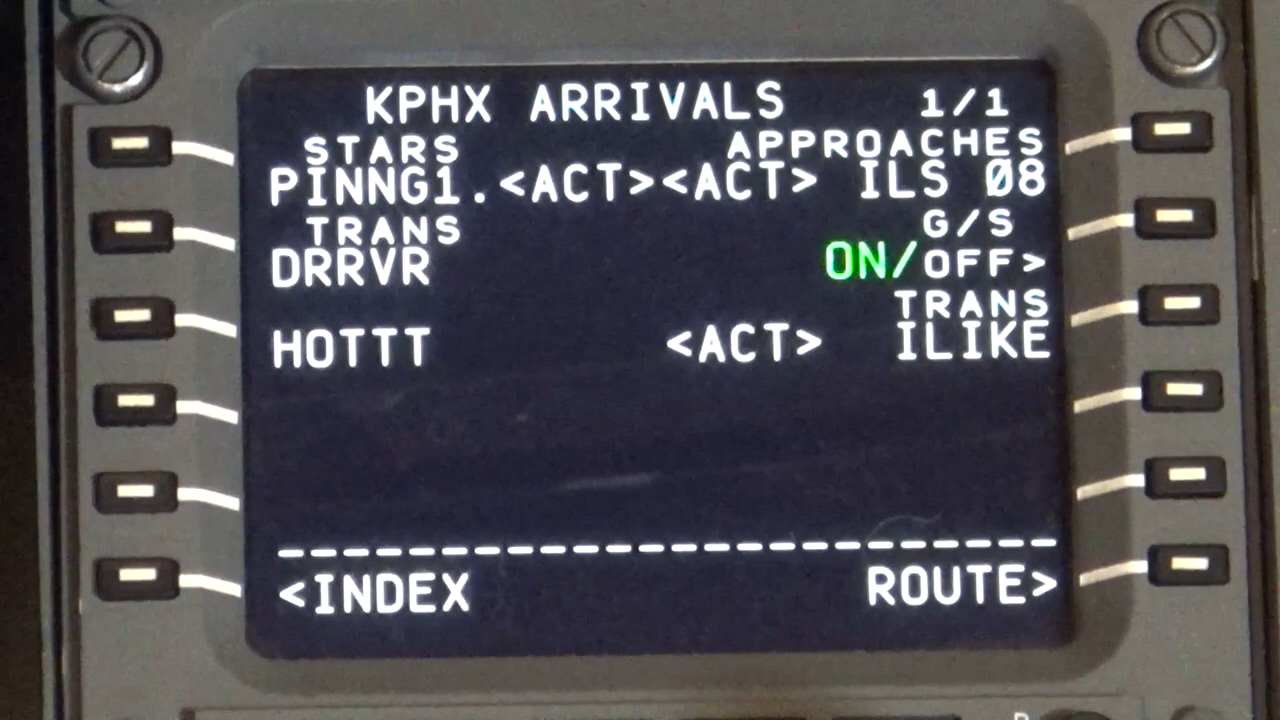 KPHX ARRIVALS 1/1
STARS APPROACHES
PINNG1.<ACT><ACT> ILS 08
TRANS G/S
DRRVR ON/OFF>
TRANS
HOTTT <ACT> ILIKE
--------------------------------
<INDEX ROUTE>